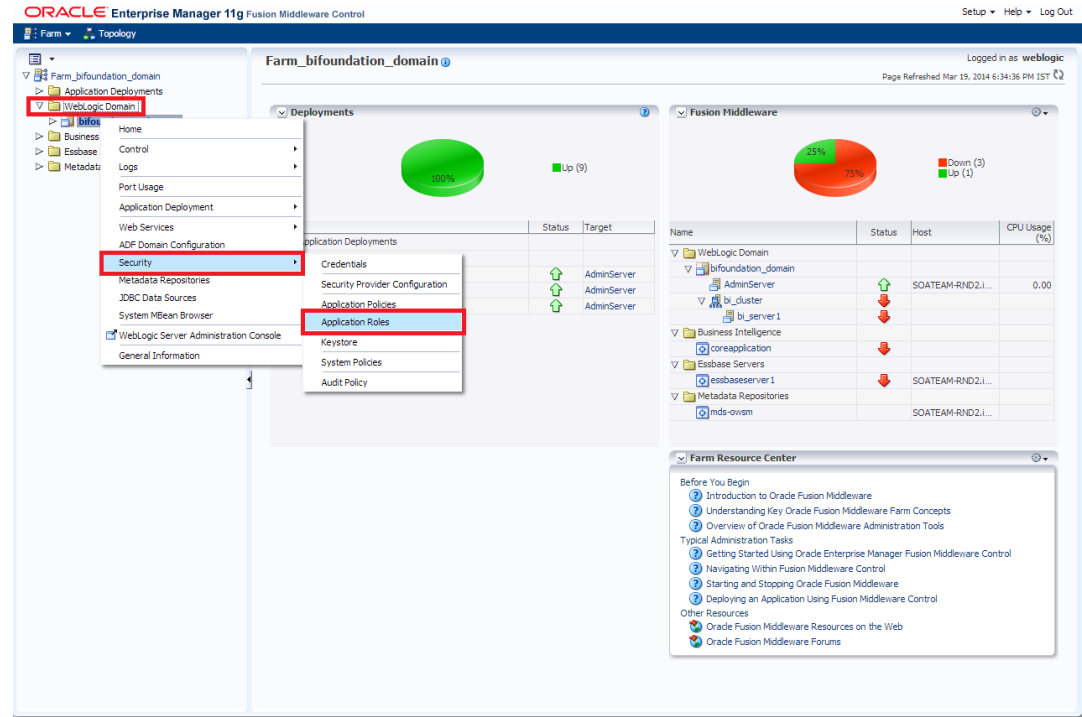 ORACLE Enterprise Manager 11g Fusion Middleware Control
Setup Help Log Out
Farm Topology
Farm_bifoundation_domain
Application Deployments
WebLogic Domain
Business
Essbase
Home
Control
Logs
Port Usage
Application Deployment
Web Services
ADF Domain Configuration
Security
Metadata Repositories
JDBC Data Sources
System MBean Browser
WebLogic Server Administration Console
General Information
Credentials
Security Provider Configuration
Application Policies
Application Roles
Keystore
System Policies
Audit Policy
Farm_bifoundation_domain
Logged in as weblogic
Page Refreshed Mar 19, 2014 6:34:36 PM IST
Deployments
100%
Up (9)
Status Target
Application Deployments
AdminServer
AdminServer
AdminServer
Fusion Middleware
25%
75%
Down (3)
Up (1)
Name Status Host CPU Usage
(%)
WebLogic Domain
bifoundation_domain
AdminServer SOATEAM-RND2.i... 0.00
bi_cluster
bi_server1
Business Intelligence
coreapplication
Essbase Servers
essbaseserver1 SOATEAM-RND2.i...
Metadata Repositories
mds-owsm SOATEAM-RND2.i...
Farm Resource Center
Before You Begin
Introduction to Oracle Fusion Middleware
Understanding Key Oracle Fusion Middleware Farm Concepts
Overview of Oracle Fusion Middleware Administration Tools
Typical Administration Tasks
Getting Started Using Oracle Enterprise Manager Fusion Middleware Control
Navigating Within Fusion Middleware Control
Starting and Stopping Oracle Fusion Middleware
Deploying an Application Using Fusion Middleware Control
Other Resources
Oracle Fusion Middleware Resources on the Web
Oracle Fusion Middleware Forums